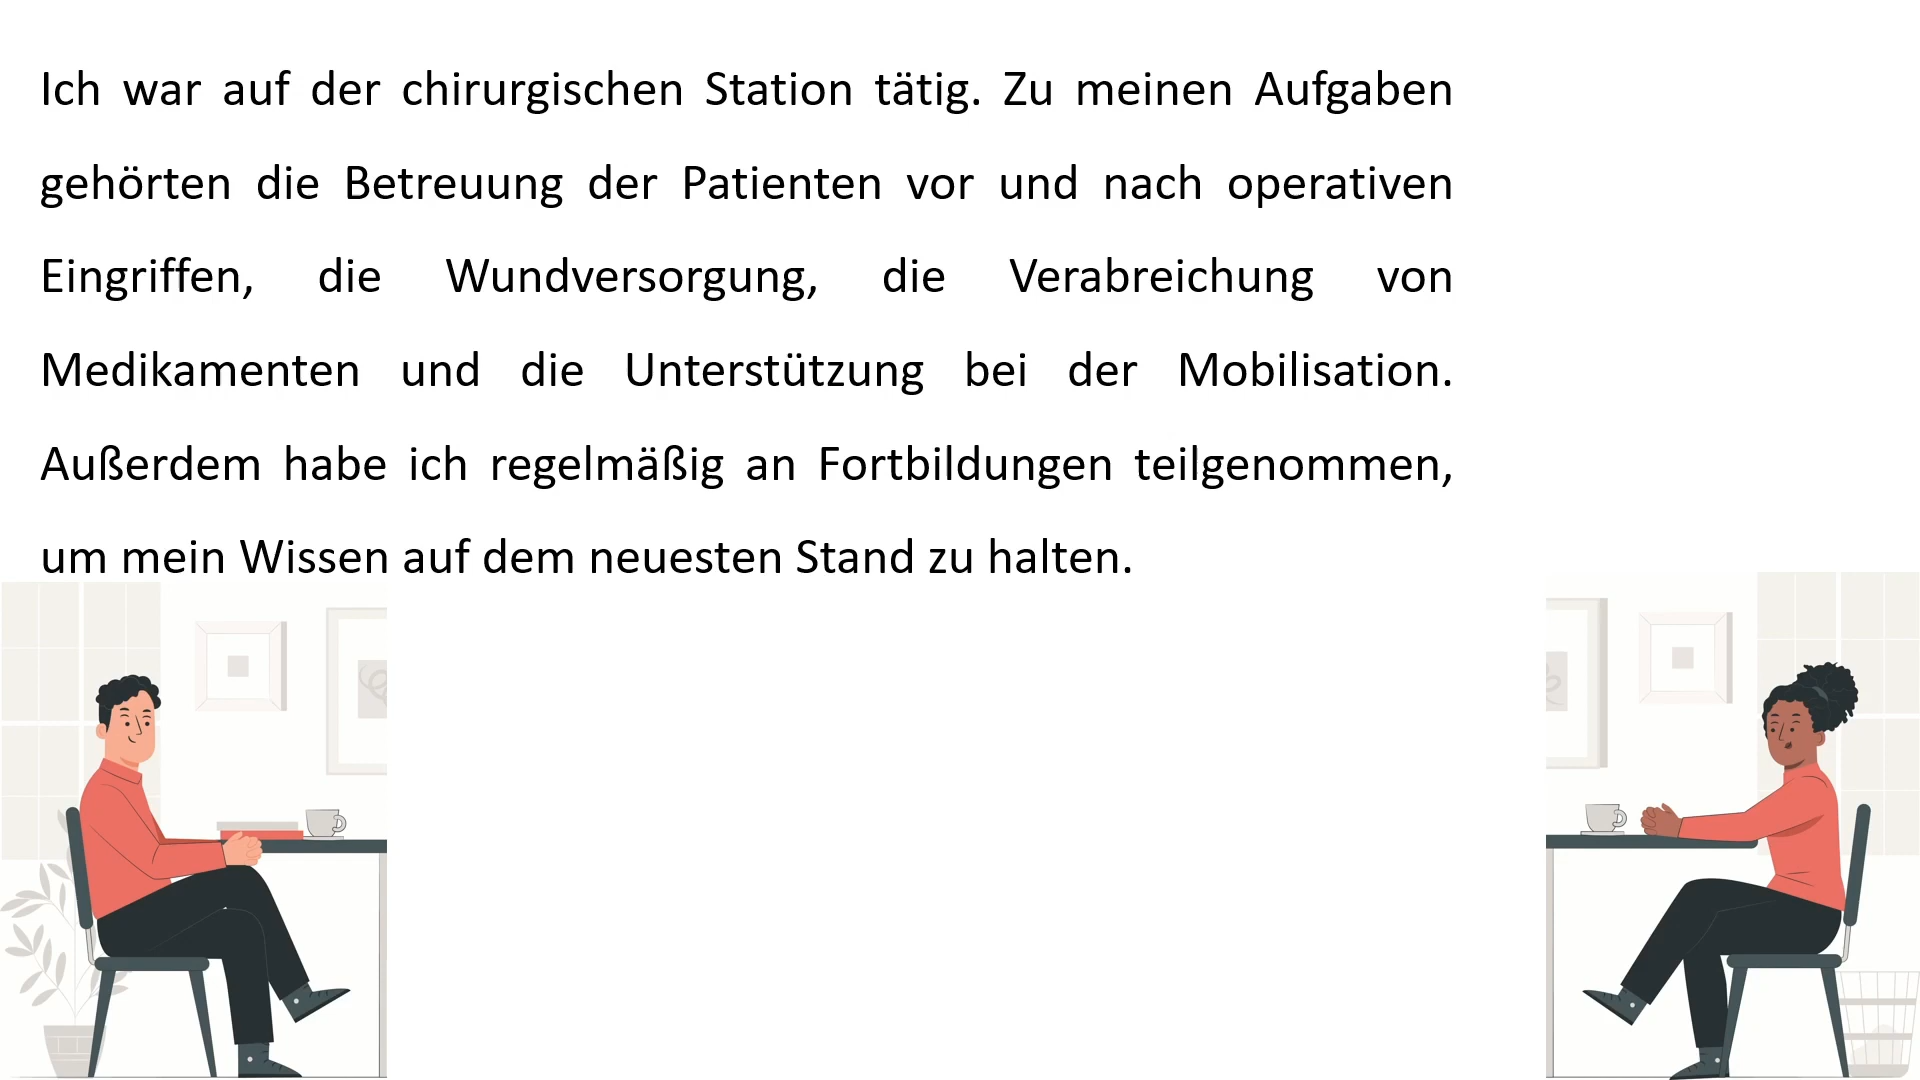 Ich war auf der chirurgischen Station tätig. Zu meinen Aufgaben
gehörten die Betreuung der Patienten vor und nach operativen
Eingriffen, die Wundversorgung, die Verabreichung von
Medikamenten und die Unterstützung bei der Mobilisation.
Außerdem habe ich regelmäßig an Fortbildungen teilgenommen,
um mein Wissen auf dem neuesten Stand zu halten.